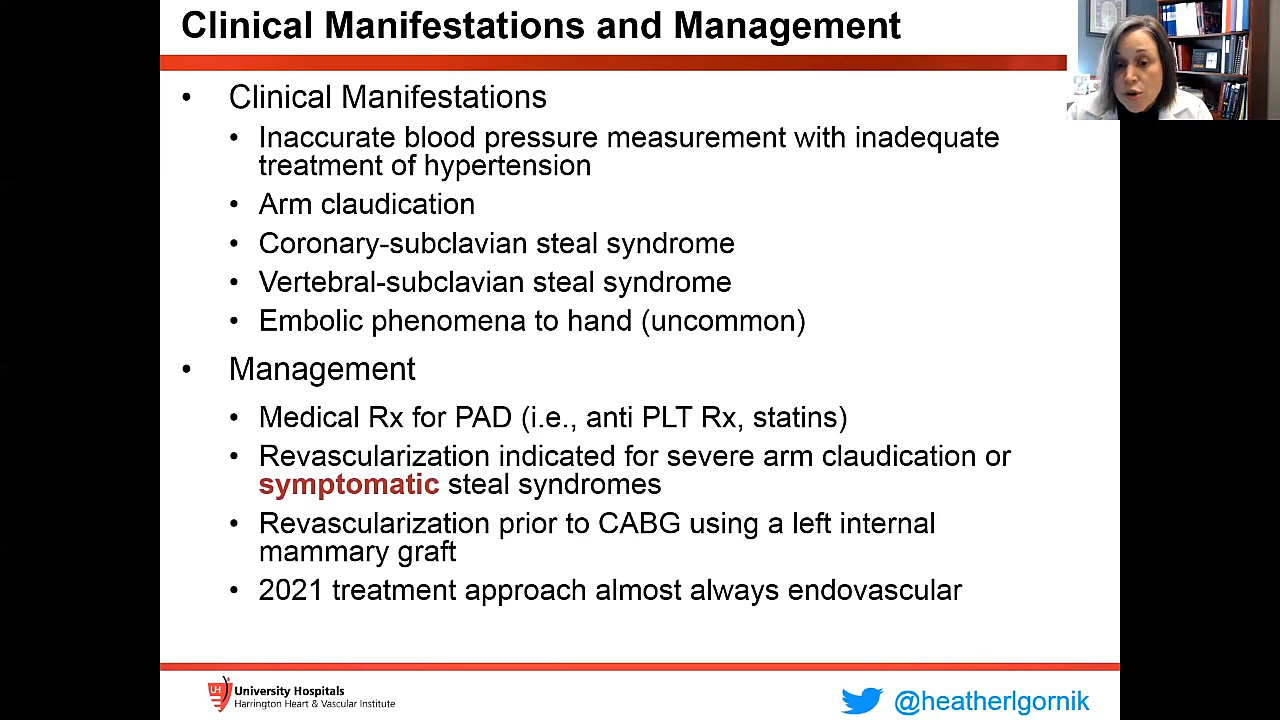 Clinical Manifestations and Management
• Clinical Manifestations
• Inaccurate blood pressure measurement with inadequate
treatment of hypertension
• Arm claudication
• Coronary-subclavian steal syndrome
• Vertebral-subclavian steal syndrome
• Embolic phenomena to hand (uncommon)
• Management
• Medical Rx for PAD (i.e., anti PLT Rx, statins)
• Revascularization indicated for severe arm claudication or
symptomatic steal syndromes
• Revascularization prior to CABG using a left internal
mammary graft
• 2021 treatment approach almost always endovascular
UH
University Hospitals
Harrington Heart & Vascular Institute
@heatherlgornik